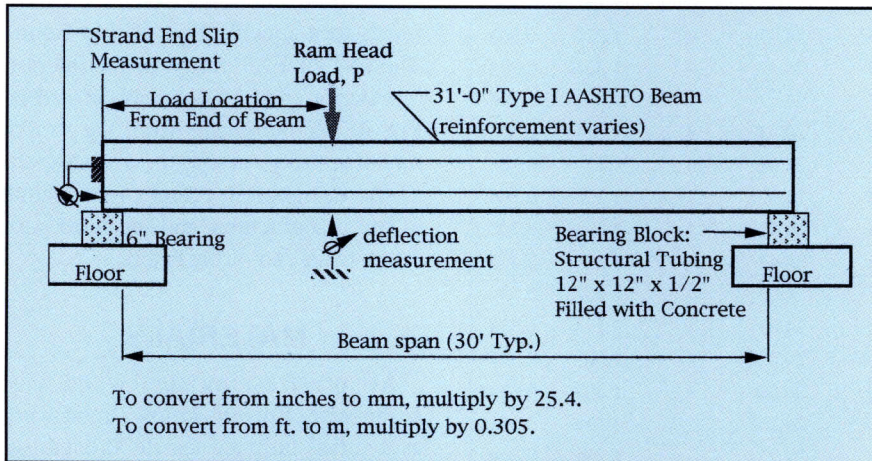 Strand End Slip
Measurement
Ram Head
Load, P
Load Location
From End of Beam
31'-0" Type I AASHTO Beam
(reinforcement varies)
6" Bearing
deflection
measurement
Bearing Block:
Structural Tubing
12" x 12" x 1/2"
Filled with Concrete
Floor
Floor
Beam span (30' Typ.)
To convert from inches to mm, multiply by 25.4.
To convert from ft. to m, multiply by 0.305.